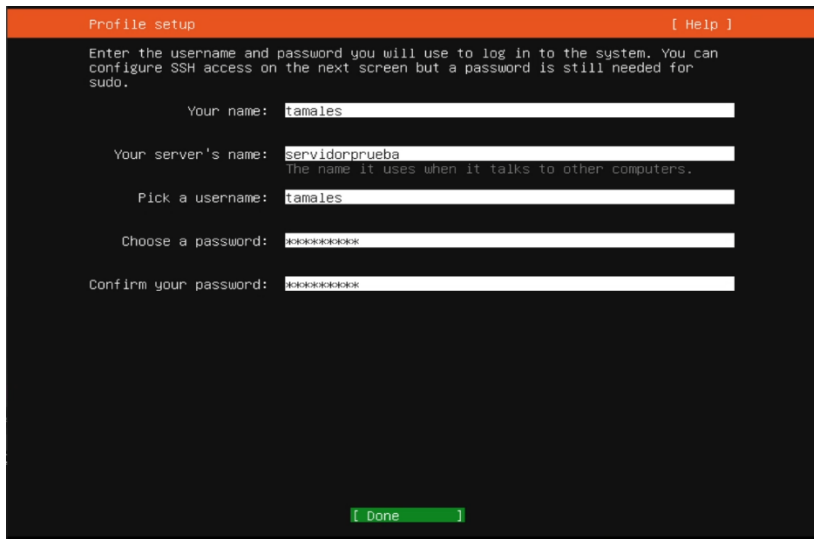 Profile setup [ Help ]
Enter the username and password you will use to log in to the system. You can
configure SSH access on the next screen but a password is still needed for
sudo.
Your name: tamales
Your server's name: servidorprueba
The name it uses when it talks to other computers.
Pick a username: tamales
Choose a password: *********
Confirm your password: *********
[ Done ]